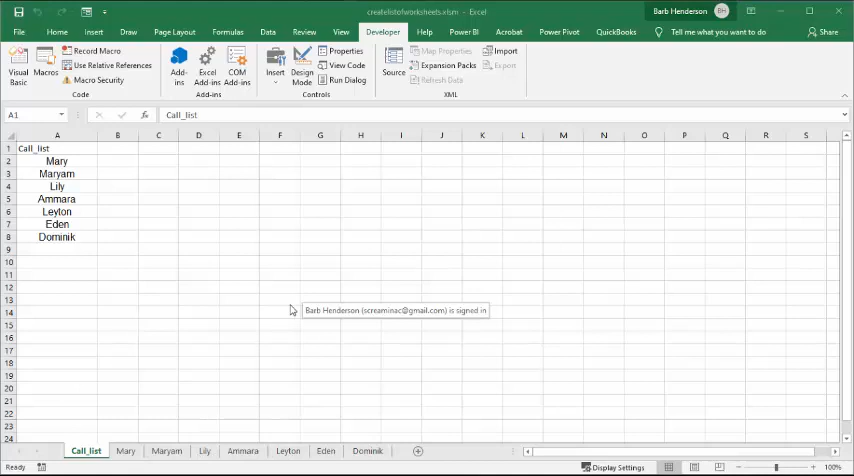 createlistofworksheets.xlsm - Excel
Barb Henderson BH
File Home Insert Draw Page Layout Formulas Data Review View Developer Help Power BI Acrobat Power Pivot QuickBooks Tell me what you want to do Share
Visual Basic
Macros
Record Macro
Use Relative References
Macro Security
Code
Add-ins
Excel Add-ins
COM Add-ins
Add-ins
Insert
Design Mode
Properties
View Code
Run Dialog
Controls
Source
Map Properties
Expansion Packs
Refresh Data
Import
Export
XML
A1 fx Call_list
A B C D E F G H I J K L M N O P Q R S
1 Call_list
2 Mary
3 Maryam
4 Lily
5 Ammara
6 Leyton
7 Eden
8 Dominik
9
10
11
12
13
14
15
16
17
18
19
20
21
22
23
24
Barb Henderson (screaminac@gmail.com) is signed in
Call_list Mary Maryam Lily Ammara Leyton Eden Dominik
Ready Display Settings 100%